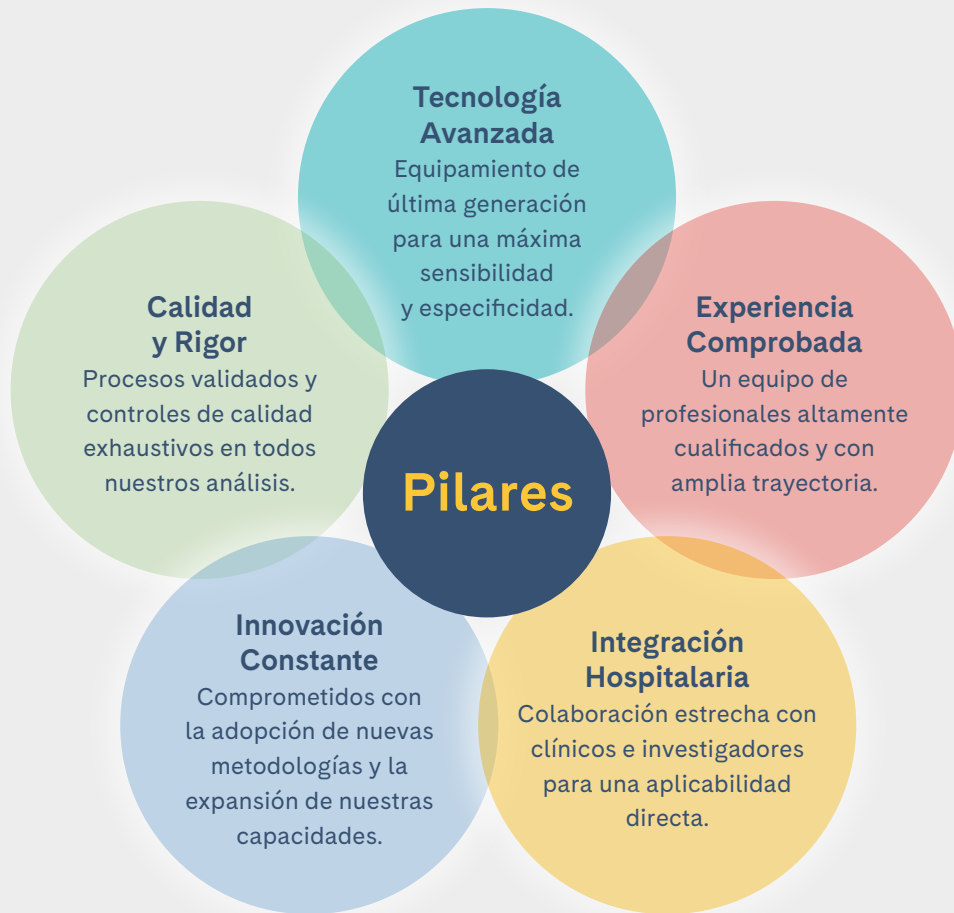 Tecnología
Avanzada
Equipamiento de
última generación
para una máxima
sensibilidad
y especificidad.
Calidad
y Rigor
Procesos validados y
controles de calidad
exhaustivos en todos
nuestros análisis.
Experiencia
Comprobada
Un equipo de
profesionales altamente
cualificados y con
amplia trayectoria.
Pilares
Innovación
Constante
Comprometidos con
la adopción de nuevas
metodologías y la
expansión de nuestras
capacidades.
Integración
Hospitalaria
Colaboración estrecha con
clínicos e investigadores
para una aplicabilidad
directa.